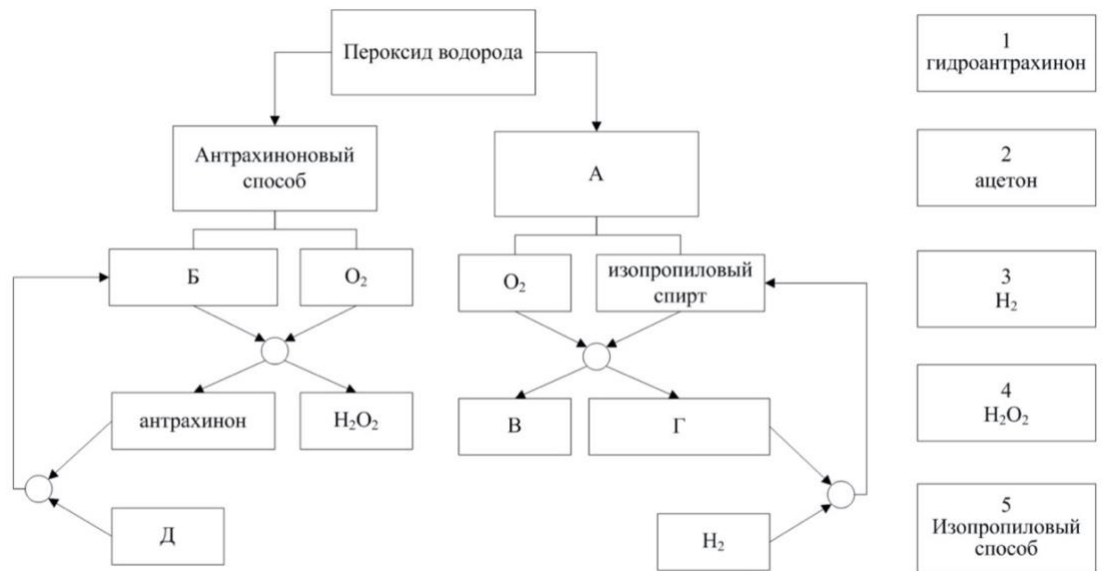 Пероксид водорода
1
гидроантрахинон
Антрахиноновый
способ
А
2
ацетон
Б
O₂
O₂
изопропиловый
спирт
3
H₂
антрахинон
H₂O₂
В
Г
4
H₂O₂
Д
H₂
5
Изопропиловый
способ